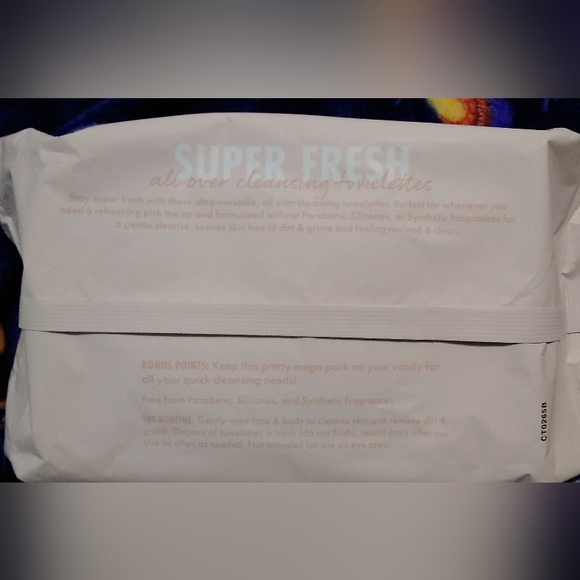 SUPER FRESH
all over cleansing towelettes
Stay super fresh with these ultra-versatile, all over cleansing towelettes. Perfect for whenever you
need a refreshing pick me up and formulated without Parabens, Silicones, or Synthetic Fragrances for
a gentle cleanse. Leaves skin free of dirt & grime and feeling revived & clean.
BONUS POINTS: Keep this pretty mega pack on your vanity for
all your quick cleansing needs!
Free from Parabens, Silicones, and Synthetic Fragrances
THE ROUTINE: Gently wipe face & body to cleanse skin and remove dirt &
grime. Dispose of towelettes in trash (do not flush), reseal pack after use.
Use as often as needed. Not intended for use on eye area.
CT0265B